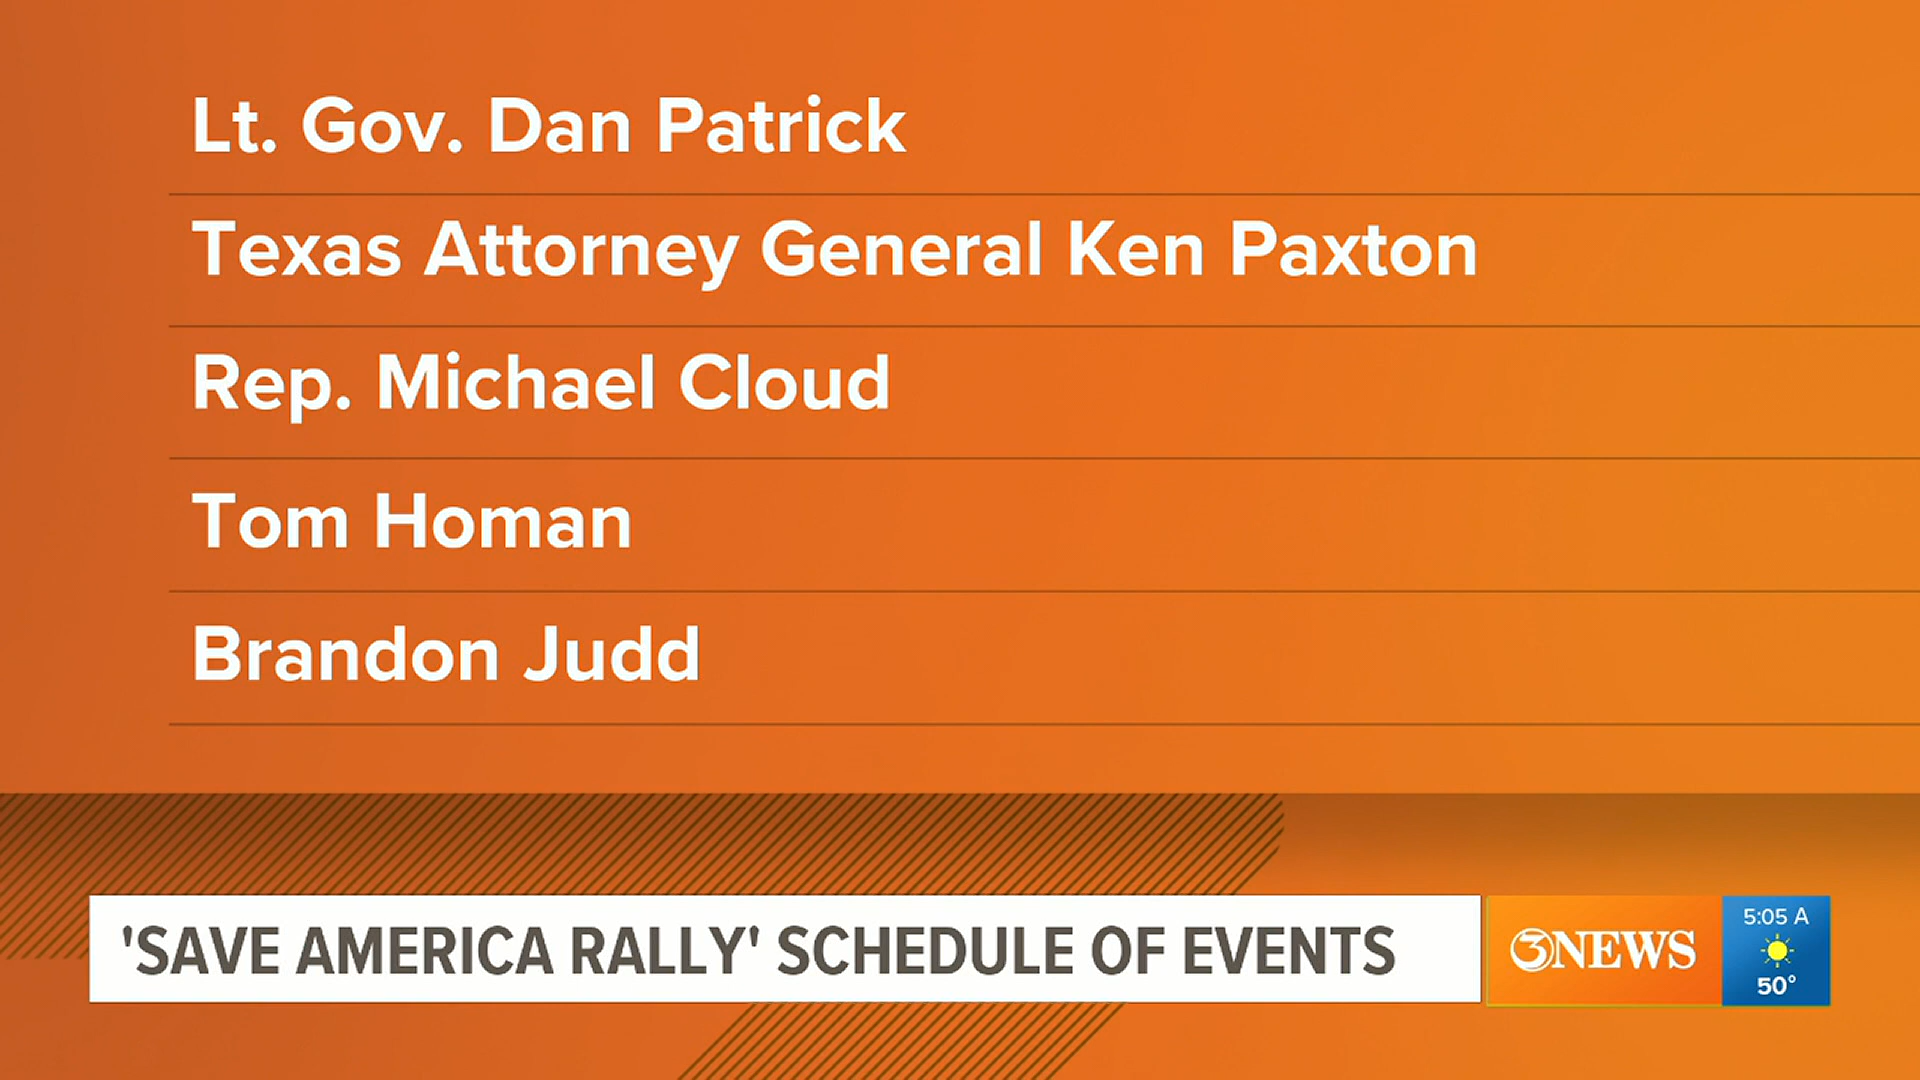 Lt. Gov. Dan Patrick
Texas Attorney General Ken Paxton
Rep. Michael Cloud
Tom Homan
Brandon Judd
'SAVE AMERICA RALLY' SCHEDULE OF EVENTS
3NEWS
5:05 A
50°